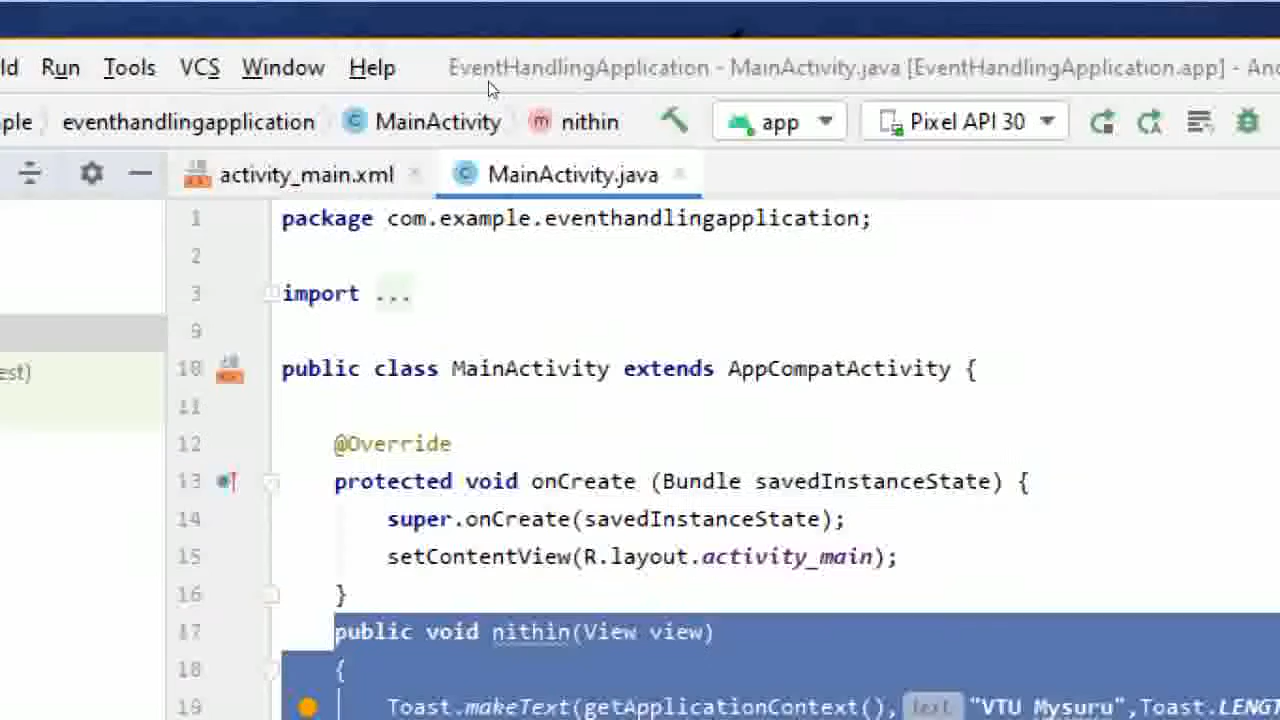 ld Run Tools VCS Window Help EventHandlingApplication - MainActivity.java [EventHandlingApplication.app] - And
ple eventhandlingapplication C MainActivity m nithin app Pixel API 30
activity_main.xml C MainActivity.java
1 package com.example.eventhandlingapplication;
2
3 import ...
9
10 public class MainActivity extends AppCompatActivity {
est)
11
12 @Override
13 protected void onCreate (Bundle savedInstanceState) {
14 super.onCreate(savedInstanceState);
15 setContentView(R.layout.activity_main);
16 }
17 public void nithin(View view)
18 {
19 Toast.makeText(getApplicationContext(), text: "VTU Mysuru",Toast.LENGT